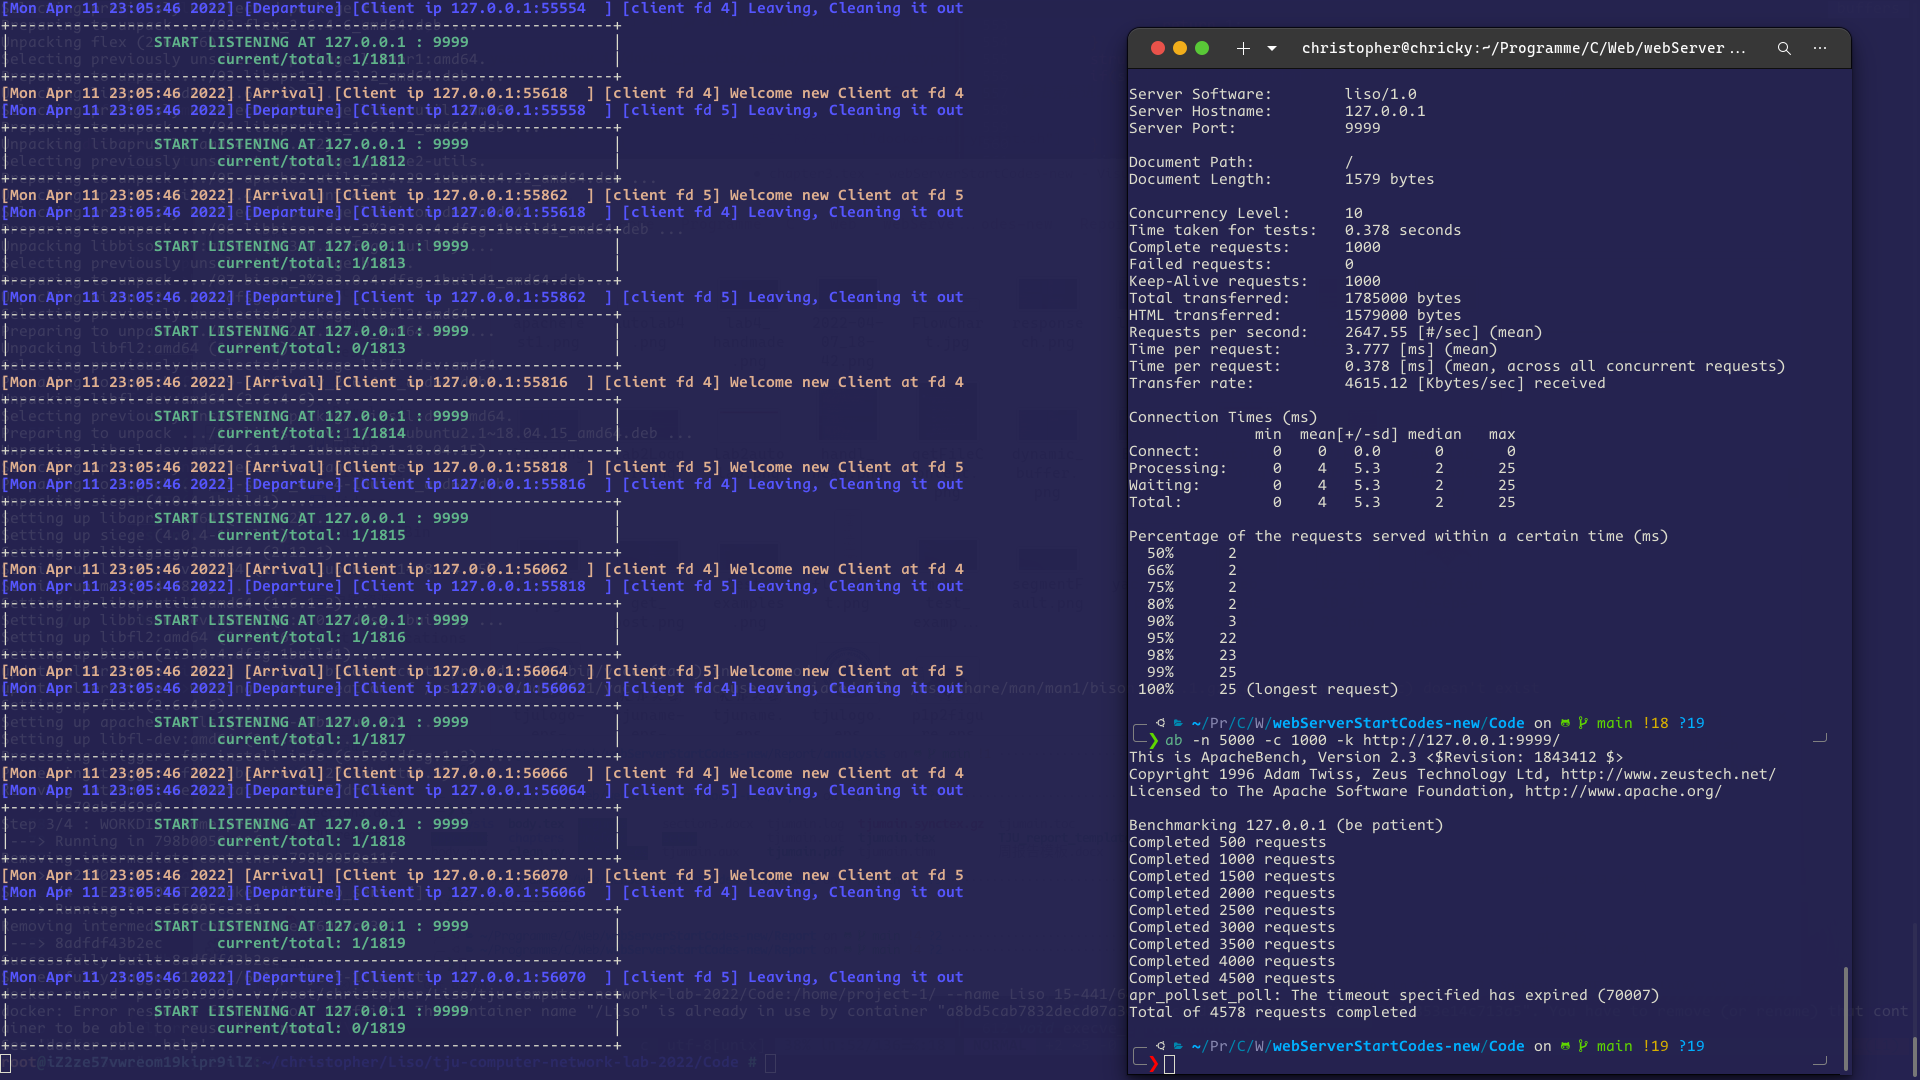 [Mon Apr 11 23:05:46 2022] [Departure] [Client ip 127.0.0.1:55554  ] [client fd 4] Leaving, Cleaning it out
START LISTENING AT 127.0.0.1 : 9999
current/total: 1/1811
[Mon Apr 11 23:05:46 2022] [Arrival] [Client ip 127.0.0.1:55618  ] [client fd 4] Welcome new Client at fd 4
[Mon Apr 11 23:05:46 2022] [Departure] [Client ip 127.0.0.1:55558  ] [client fd 5] Leaving, Cleaning it out
START LISTENING AT 127.0.0.1 : 9999
current/total: 1/1812
[Mon Apr 11 23:05:46 2022] [Arrival] [Client ip 127.0.0.1:55862  ] [client fd 5] Welcome new Client at fd 5
[Mon Apr 11 23:05:46 2022] [Departure] [Client ip 127.0.0.1:55618  ] [client fd 4] Leaving, Cleaning it out
START LISTENING AT 127.0.0.1 : 9999
current/total: 1/1813
[Mon Apr 11 23:05:46 2022] [Departure] [Client ip 127.0.0.1:55862  ] [client fd 5] Leaving, Cleaning it out
START LISTENING AT 127.0.0.1 : 9999
current/total: 0/1813
[Mon Apr 11 23:05:46 2022] [Arrival] [Client ip 127.0.0.1:55816  ] [client fd 4] Welcome new Client at fd 4
START LISTENING AT 127.0.0.1 : 9999
current/total: 1/1814
[Mon Apr 11 23:05:46 2022] [Arrival] [Client ip 127.0.0.1:55818  ] [client fd 5] Welcome new Client at fd 5
[Mon Apr 11 23:05:46 2022] [Departure] [Client ip 127.0.0.1:55816  ] [client fd 4] Leaving, Cleaning it out
START LISTENING AT 127.0.0.1 : 9999
current/total: 1/1815
[Mon Apr 11 23:05:46 2022] [Arrival] [Client ip 127.0.0.1:56062  ] [client fd 4] Welcome new Client at fd 4
[Mon Apr 11 23:05:46 2022] [Departure] [Client ip 127.0.0.1:55818  ] [client fd 5] Leaving, Cleaning it out
START LISTENING AT 127.0.0.1 : 9999
current/total: 1/1816
[Mon Apr 11 23:05:46 2022] [Arrival] [Client ip 127.0.0.1:56064  ] [client fd 5] Welcome new Client at fd 5
[Mon Apr 11 23:05:46 2022] [Departure] [Client ip 127.0.0.1:56062  ] [client fd 4] Leaving, Cleaning it out
START LISTENING AT 127.0.0.1 : 9999
current/total: 1/1817
[Mon Apr 11 23:05:46 2022] [Arrival] [Client ip 127.0.0.1:56066  ] [client fd 4] Welcome new Client at fd 4
[Mon Apr 11 23:05:46 2022] [Departure] [Client ip 127.0.0.1:56064  ] [client fd 5] Leaving, Cleaning it out
START LISTENING AT 127.0.0.1 : 9999
current/total: 1/1818
[Mon Apr 11 23:05:46 2022] [Arrival] [Client ip 127.0.0.1:56070  ] [client fd 5] Welcome new Client at fd 5
[Mon Apr 11 23:05:46 2022] [Departure] [Client ip 127.0.0.1:56066  ] [client fd 4] Leaving, Cleaning it out
START LISTENING AT 127.0.0.1 : 9999
current/total: 1/1819
[Mon Apr 11 23:05:46 2022] [Departure] [Client ip 127.0.0.1:56070  ] [client fd 5] Leaving, Cleaning it out
START LISTENING AT 127.0.0.1 : 9999
current/total: 0/1819
christopher@chricky:~/Programme/C/Web/webServer ...
Server Software:        liso/1.0
Server Hostname:        127.0.0.1
Server Port:            9999
Document Path:          /
Document Length:        1579 bytes
Concurrency Level:      10
Time taken for tests:   0.378 seconds
Complete requests:      1000
Failed requests:        0
Keep-Alive requests:    1000
Total transferred:      1785000 bytes
HTML transferred:       1579000 bytes
Requests per second:    2647.55 [#/sec] (mean)
Time per request:       3.777 [ms] (mean)
Time per request:       0.378 [ms] (mean, across all concurrent requests)
Transfer rate:          4615.12 [Kbytes/sec] received
Connection Times (ms)
min  mean[+/-sd] median   max
Connect:        0    0   0.0      0       0
Processing:     0    4   5.3      2      25
Waiting:        0    4   5.3      2      25
Total:          0    4   5.3      2      25
Percentage of the requests served within a certain time (ms)
50%      2
66%      2
75%      2
80%      2
90%      3
95%     22
98%     23
99%     25
100%     25 (longest request)
~/Pr/C/W/webServerStartCodes-new/Code on main !18 ?19
❯ ab -n 5000 -c 1000 -k http://127.0.0.1:9999/
This is ApacheBench, Version 2.3 <$Revision: 1843412 $>
Copyright 1996 Adam Twiss, Zeus Technology Ltd, http://www.zeustech.net/
Licensed to The Apache Software Foundation, http://www.apache.org/
Benchmarking 127.0.0.1 (be patient)
Completed 500 requests
Completed 1000 requests
Completed 1500 requests
Completed 2000 requests
Completed 2500 requests
Completed 3000 requests
Completed 3500 requests
Completed 4000 requests
Completed 4500 requests
apr_pollset_poll: The timeout specified has expired (70007)
Total of 4578 requests completed
~/Pr/C/W/webServerStartCodes-new/Code on main !19 ?19
❯